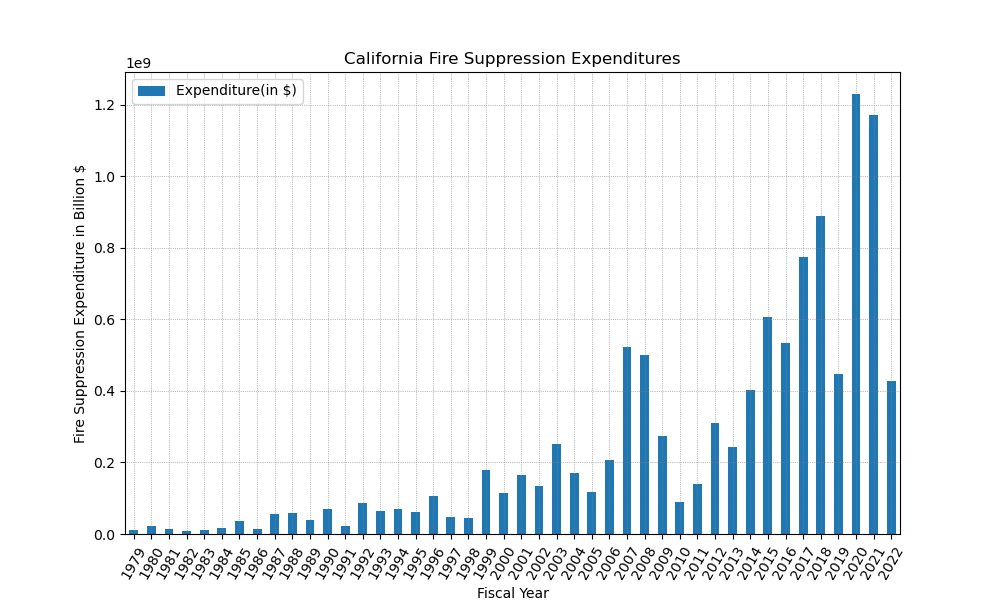 California Fire Suppression Expenditures
1e9
Expenditure(in $)
Fire Suppression Expenditure in Billion $
1.2
1.0
0.8
0.6
0.4
0.2
0.0
1979 1980 1981 1982 1983 1984 1985 1986 1987 1988 1989 1990 1991 1992 1993 1994 1995 1996 1997 1998 1999 2000 2001 2002 2003 2004 2005 2006 2007 2008 2009 2010 2011 2012 2013 2014 2015 2016 2017 2018 2019 2020 2021 2022
Fiscal Year